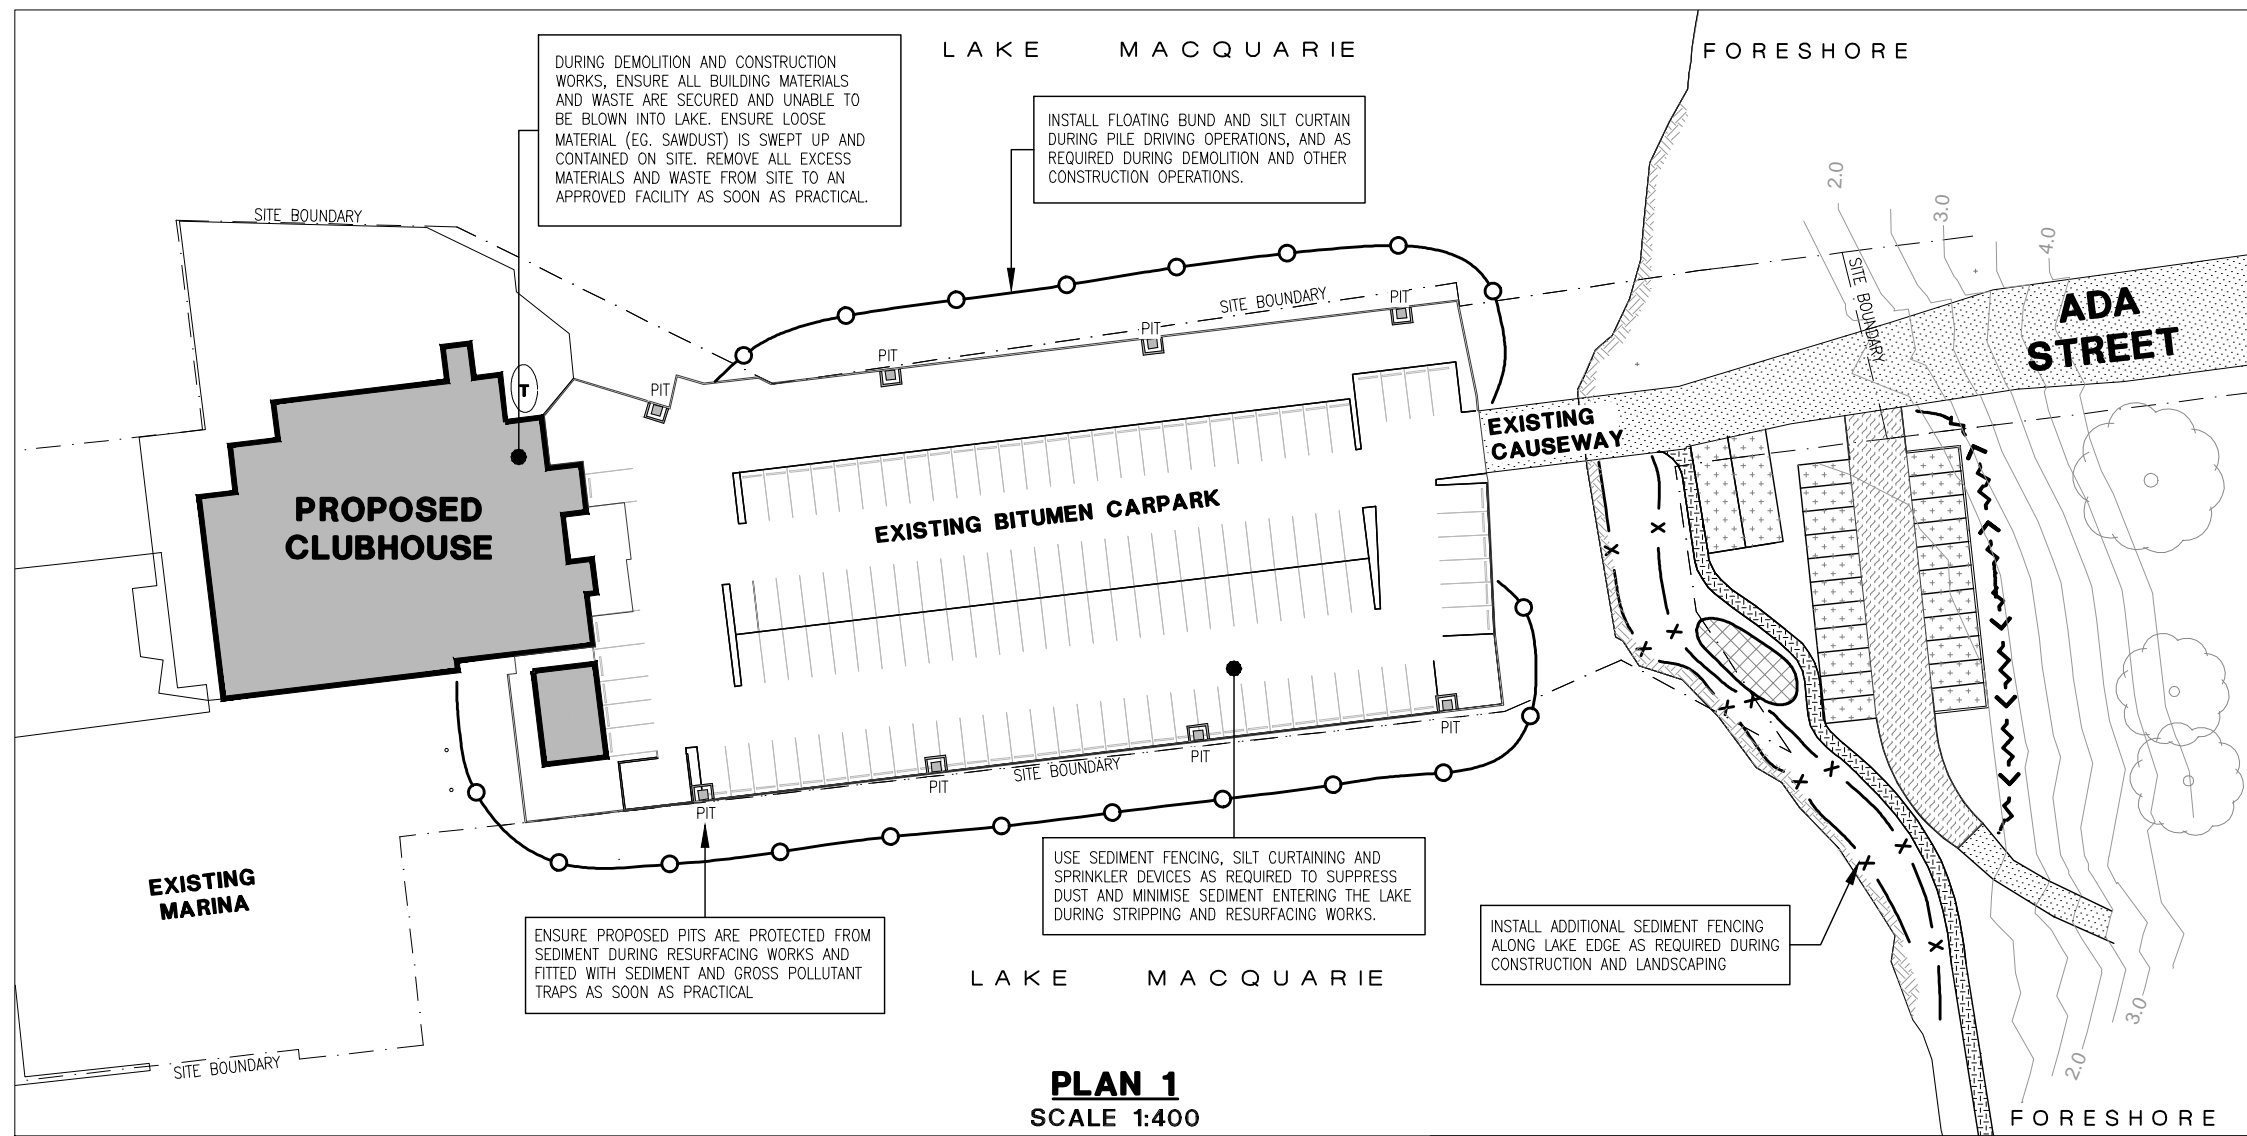 LAKE MACQUARIE
FORESHORE
DURING DEMOLITION AND CONSTRUCTION
WORKS, ENSURE ALL BUILDING MATERIALS
AND WASTE ARE SECURED AND UNABLE TO
BE BLOWN INTO LAKE. ENSURE LOOSE
MATERIAL (EG. SAWDUST) IS SWEPT UP AND
CONTAINED ON SITE. REMOVE ALL EXCESS
MATERIALS AND WASTE FROM SITE TO AN
APPROVED FACILITY AS SOON AS PRACTICAL.
INSTALL FLOATING BUND AND SILT CURTAIN
DURING PILE DRIVING OPERATIONS, AND AS
REQUIRED DURING DEMOLITION AND OTHER
CONSTRUCTION OPERATIONS.
2.0
3.0
4.0
SITE BOUNDARY
SITE BOUNDARY
SITE BOUNDARY
PIT
PIT
PIT
PIT
T
ADA
STREET
EXISTING
CAUSEWAY
PROPOSED
CLUBHOUSE
EXISTING BITUMEN CARPARK
PIT
PIT
PIT
PIT
SITE BOUNDARY
EXISTING
MARINA
USE SEDIMENT FENCING, SILT CURTAINING AND
SPRINKLER DEVICES AS REQUIRED TO SUPPRESS
DUST AND MINIMISE SEDIMENT ENTERING THE LAKE
DURING STRIPPING AND RESURFACING WORKS.
ENSURE PROPOSED PITS ARE PROTECTED FROM
SEDIMENT DURING RESURFACING WORKS AND
FITTED WITH SEDIMENT AND GROSS POLLUTANT
TRAPS AS SOON AS PRACTICAL
INSTALL ADDITIONAL SEDIMENT FENCING
ALONG LAKE EDGE AS REQUIRED DURING
CONSTRUCTION AND LANDSCAPING
LAKE MACQUARIE
3.0
2.0
SITE BOUNDARY
PLAN 1
SCALE 1:400
FORESHORE